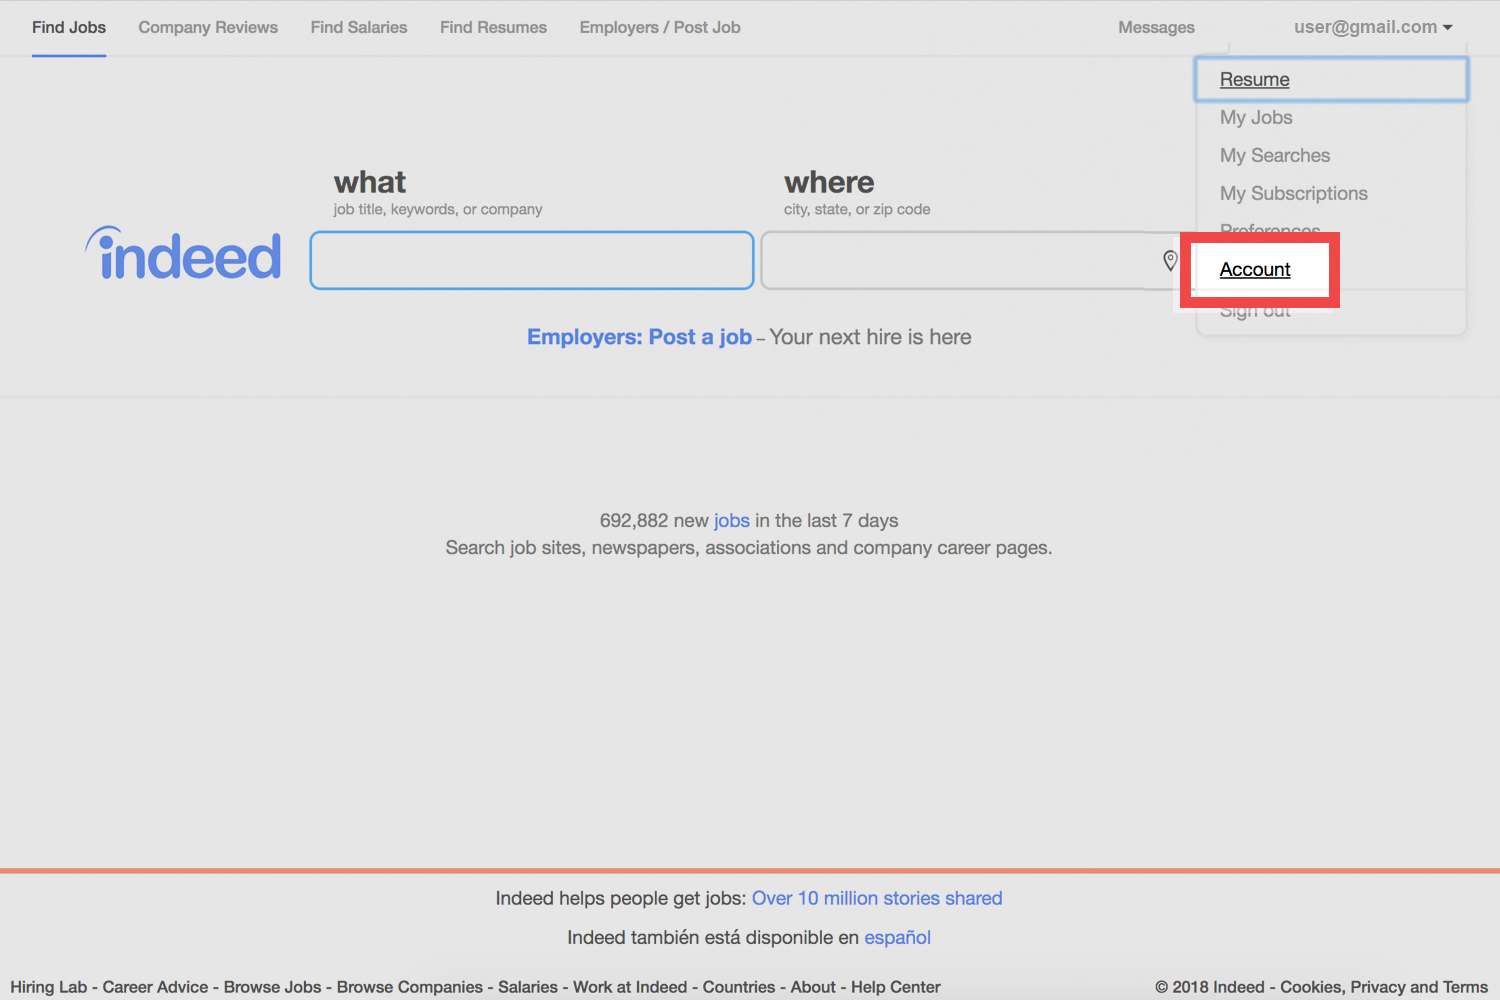 Find Jobs Company Reviews Find Salaries Find Resumes Employers / Post Job Messages user@gmail.com
Resume
My Jobs
My Searches
My Subscriptions
Preferences
Account
Sign out
what
job title, keywords, or company
where
city, state, or zip code
indeed
Employers: Post a job – Your next hire is here
692,882 new jobs in the last 7 days
Search job sites, newspapers, associations and company career pages.
Indeed helps people get jobs: Over 10 million stories shared
Indeed también está disponible en español
Hiring Lab - Career Advice - Browse Jobs - Browse Companies - Salaries - Work at Indeed - Countries - About - Help Center © 2018 Indeed - Cookies, Privacy and Terms